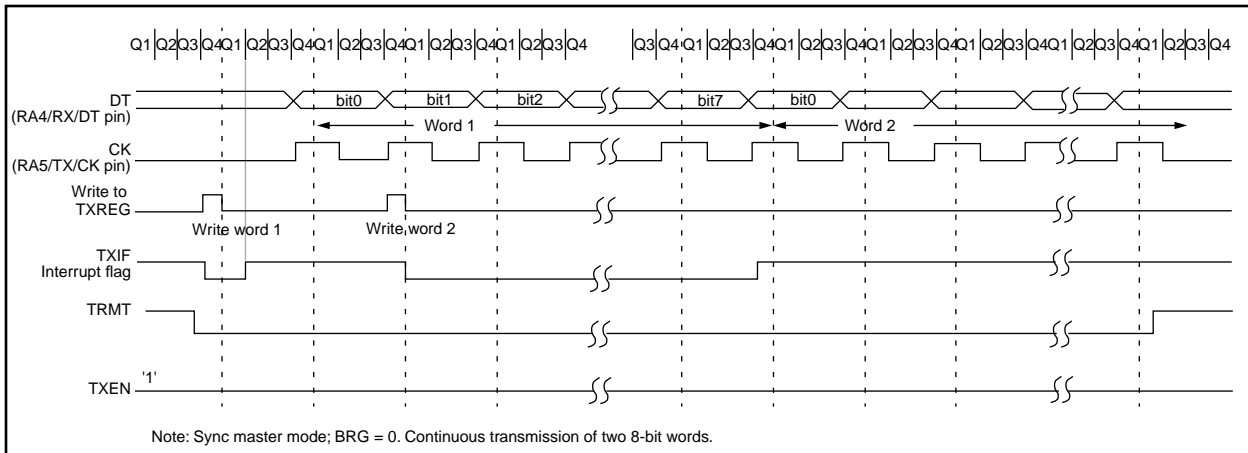 Q1 Q2 Q3 Q4 Q1 Q2 Q3 Q4 Q1 Q2 Q3 Q4 Q1 Q2 Q3 Q4 Q1 Q2 Q3 Q4 Q3 Q4 Q1 Q2 Q3 Q4 Q1 Q2 Q3 Q4 Q1 Q2 Q3 Q4 Q1 Q2 Q3 Q4 Q1 Q2 Q3 Q4 Q1 Q2 Q3 Q4
DT
(RA4/RX/DT pin)
bit0 bit1 bit2 bit7 bit0
Word 1 Word 2
CK
(RA5/TX/CK pin)
Write to
TXREG
Write word 1 Write word 2
TXIF
Interrupt flag
TRMT
'1'
TXEN
Note: Sync master mode; BRG = 0. Continuous transmission of two 8-bit words.